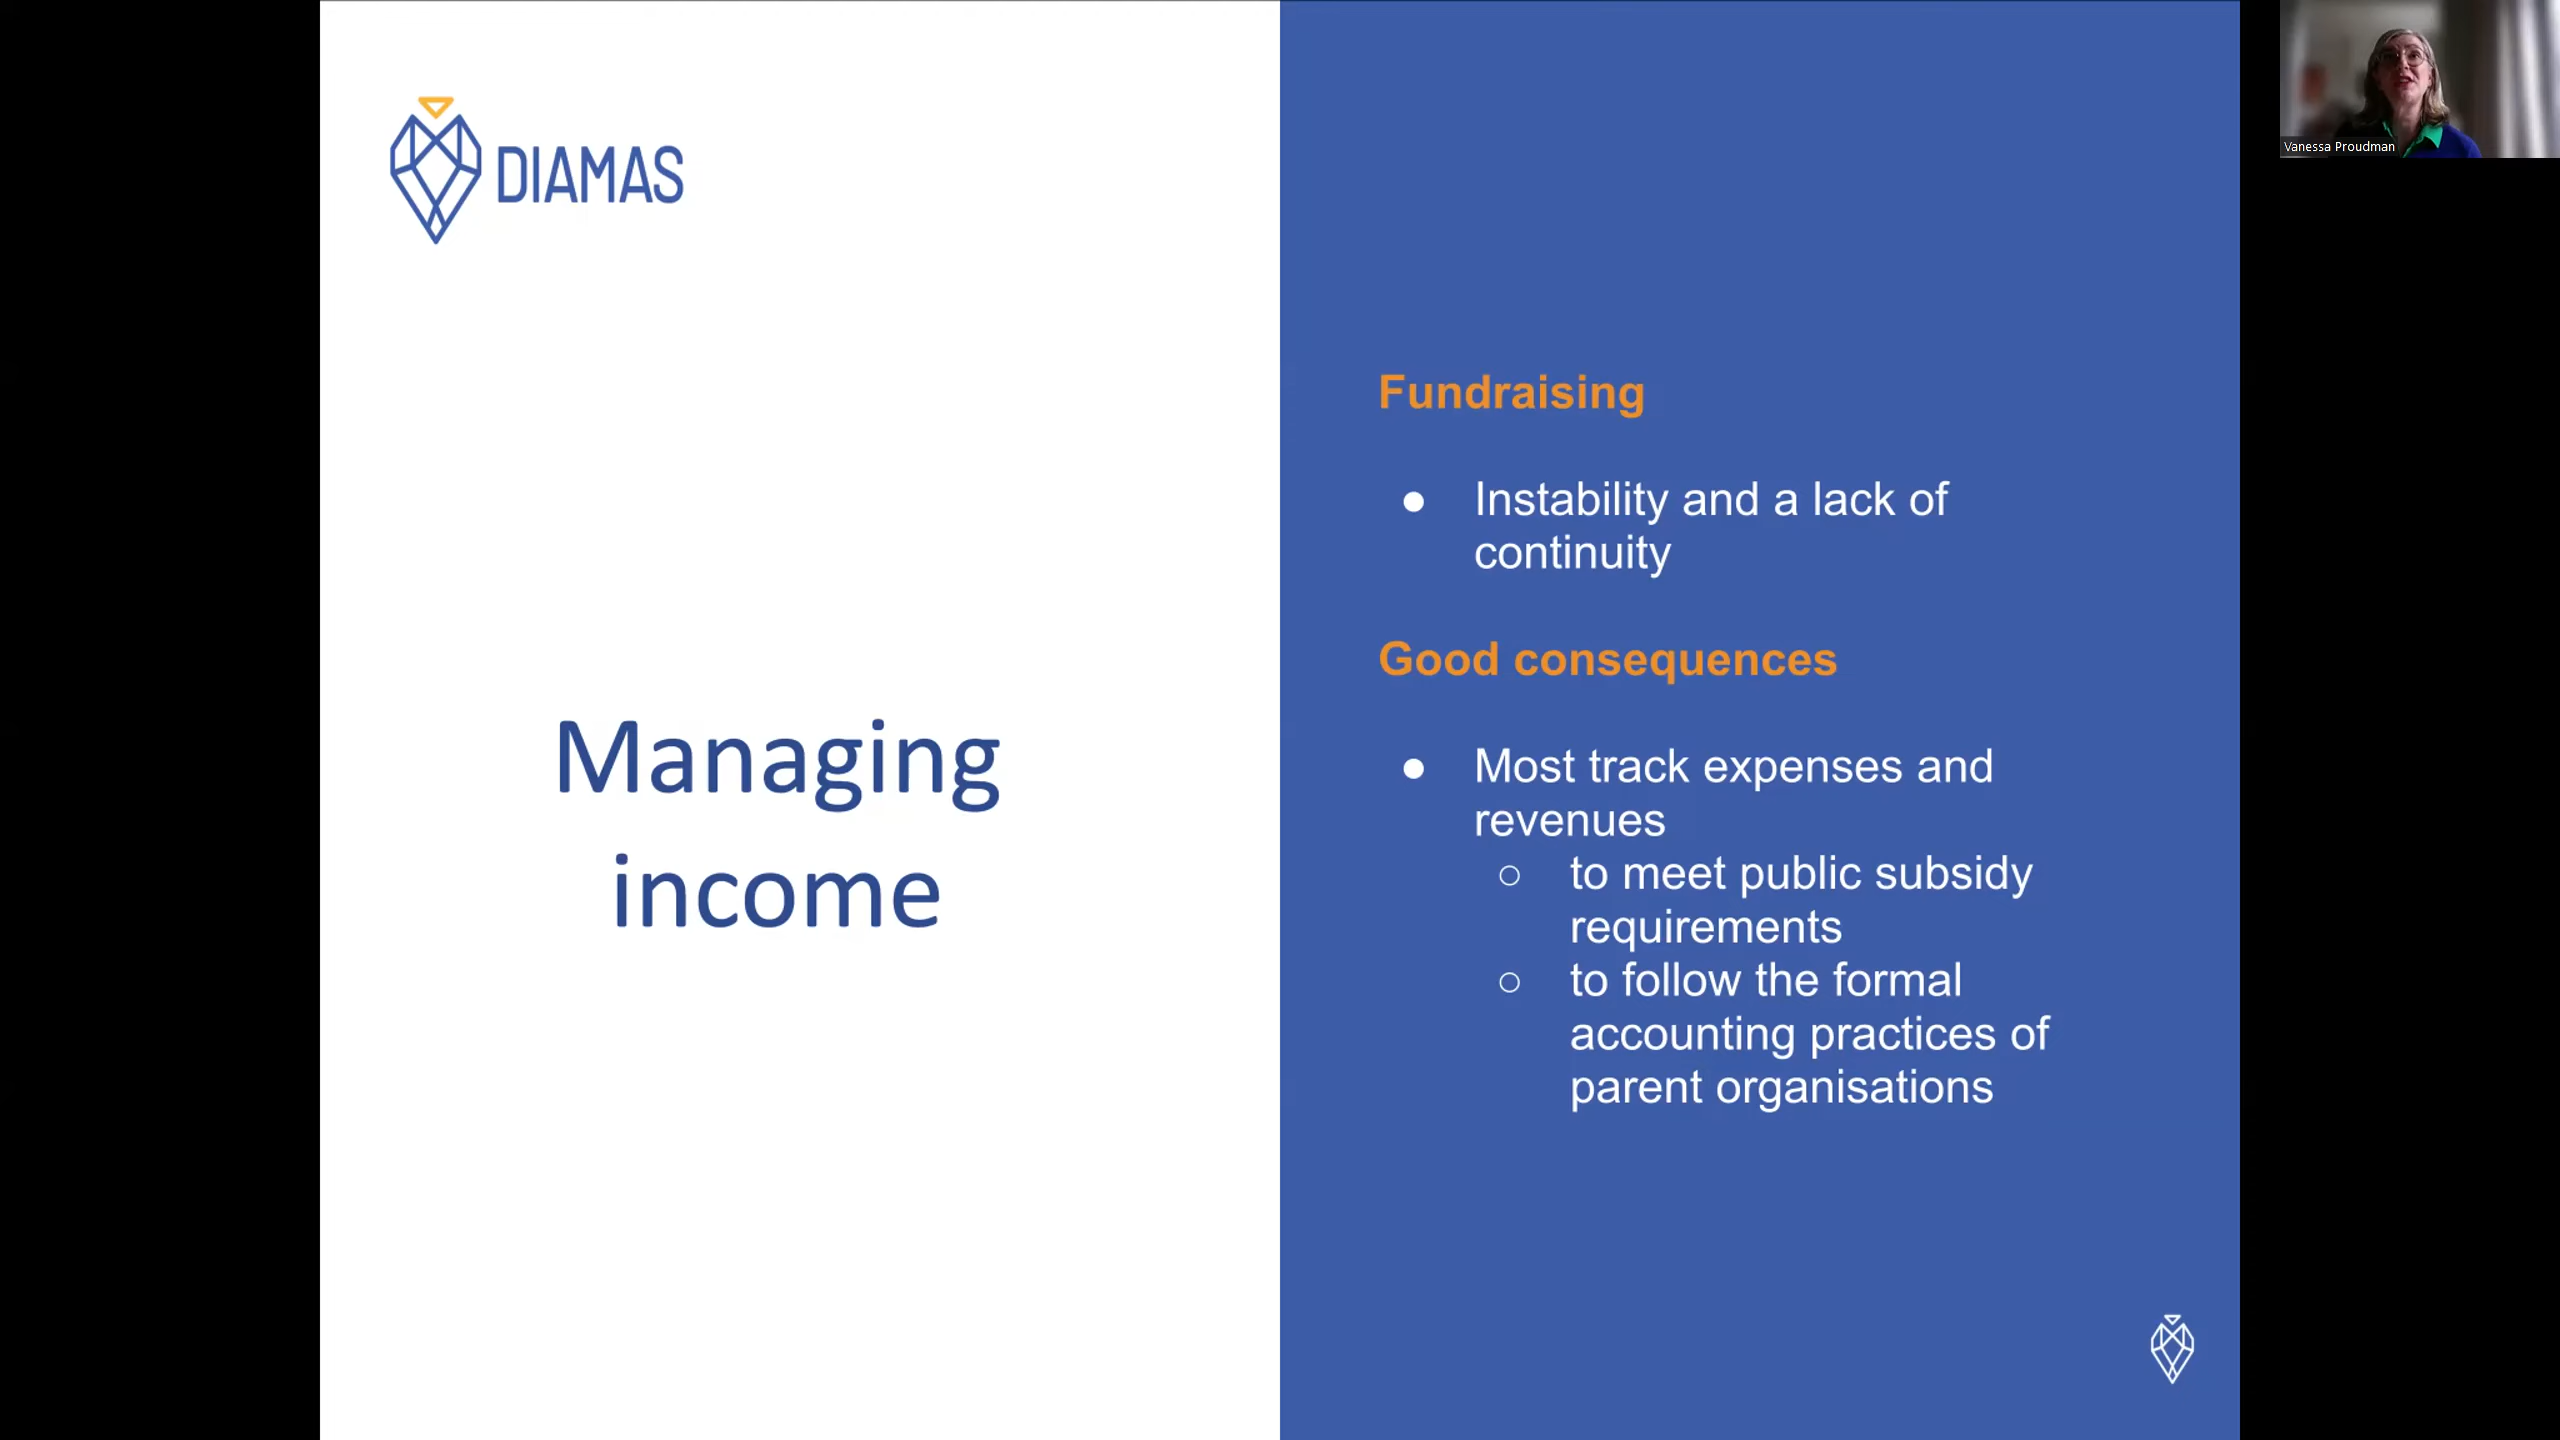 DIAMAS
Managing
income
Fundraising
● Instability and a lack of
continuity
Good consequences
● Most track expenses and
revenues
○ to meet public subsidy
requirements
○ to follow the formal
accounting practices of
parent organisations
Vanessa Proudman